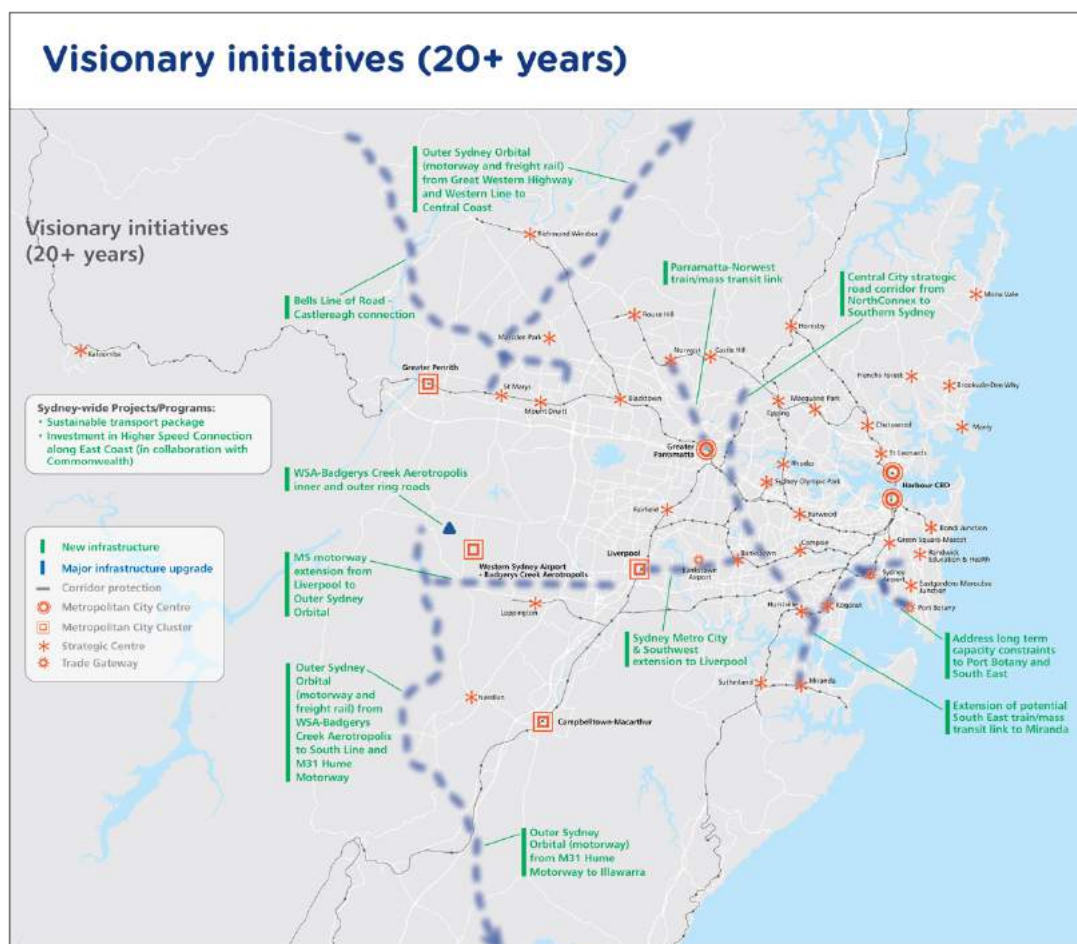 Visionary initiatives (20+ years)
Visionary initiatives
(20+ years)
Outer Sydney Orbital
(motorway and freight rail)
from Great Western Highway
and Western Line to
Central Coast
Richmond-Windsor
Parramatta-Norwest
train/mass transit link
Central City strategic
road corridor from
NorthConnex to
Southern Sydney
Mona Vale
Bells Line of Road –
Castlereagh connection
Rouse Hill
Hornsby
Marsden Park
Norwest
Castle Hill
Katoomba
Greater Penrith
Frenchs Forest
Brookvale-Dee Why
St Marys
Mount Druitt
Blacktown
Macquarie Park
Epping
Chatswood
Manly
Sydney-wide Projects/Programs:
• Sustainable transport package
• Investment in Higher Speed Connection
along East Coast (in collaboration with
Commonwealth)
Greater
Parramatta
St Leonards
Rhodes
Harbour CBD
Sydney Olympic Park
WSA-Badgerys Creek Aerotropolis
inner and outer ring roads
Fairfield
Burwood
Bondi Junction
Green Square-Mascot
Randwick
Education & Health
Campsie
Bankstown
Liverpool
Bankstown
Airport
Western Sydney Airport
- Badgerys Creek Aerotropolis
Sydney
Airport
Eastgardens-Maroubra
Junction
Port Botany
New infrastructure
Major infrastructure upgrade
Corridor protection
Metropolitan City Centre
Metropolitan City Cluster
Strategic Centre
Trade Gateway
M5 motorway
extension from
Liverpool to
Outer Sydney
Orbital
Leppington
Hurstville
Kogarah
Sydney Metro City
& Southwest
extension to Liverpool
Address long term
capacity constraints
to Port Botany and
South East
Outer Sydney
Orbital
(motorway and
freight rail) from
WSA-Badgerys
Creek Aerotropolis
to South Line and
M31 Hume
Motorway
Narellan
Sutherland
Miranda
Campbelltown-Macarthur
Extension of potential
South East train/mass
transit link to Miranda
Outer Sydney
Orbital (motorway)
from M31 Hume
Motorway to Illawarra